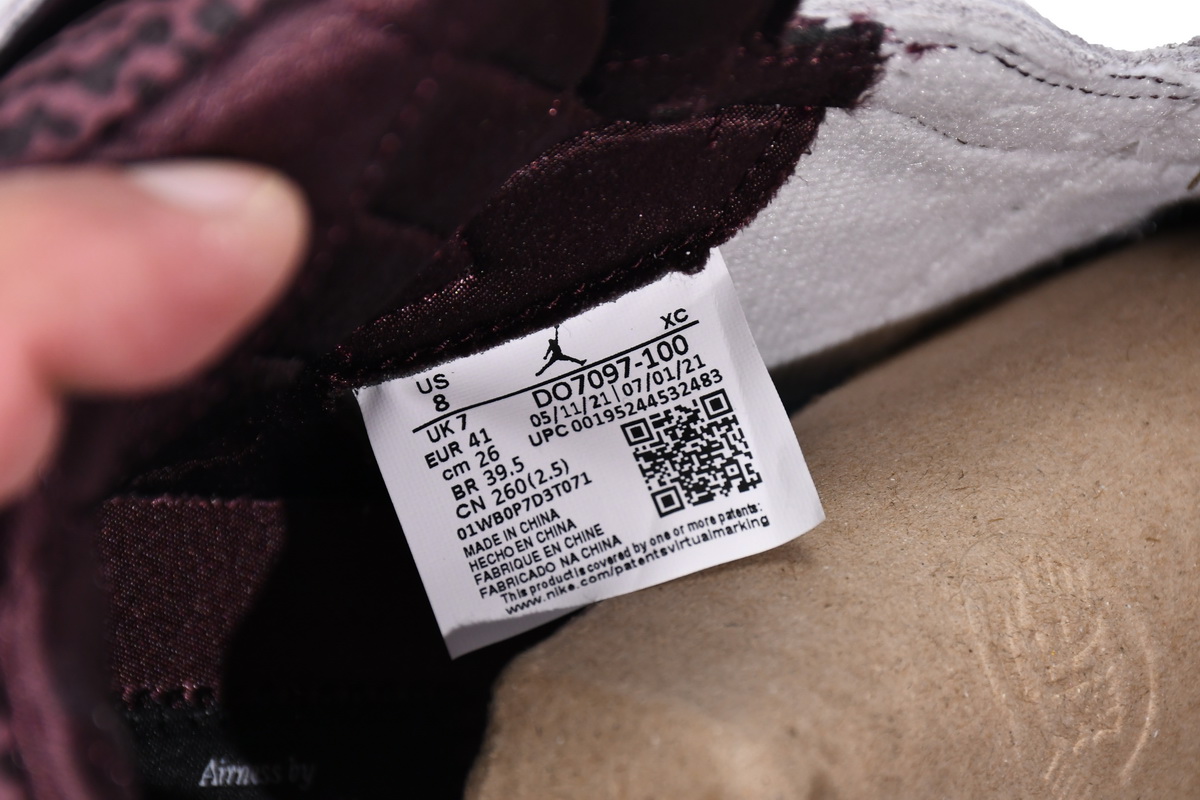 US
8
XC
DO7097-100
05/11/21 | 07/01/21
UPC 00195244532483
UK 7
EUR 41
cm 26
BR 39.5
CN 260(2.5)
01WB0P7D3T071
MADE IN CHINA
HECHO EN CHINA
FABRIQUE EN CHINE
FABRICADO NA CHINA
This product is covered by one or more patents:
www.nike.com/patentsvirtualmarking
Airness by